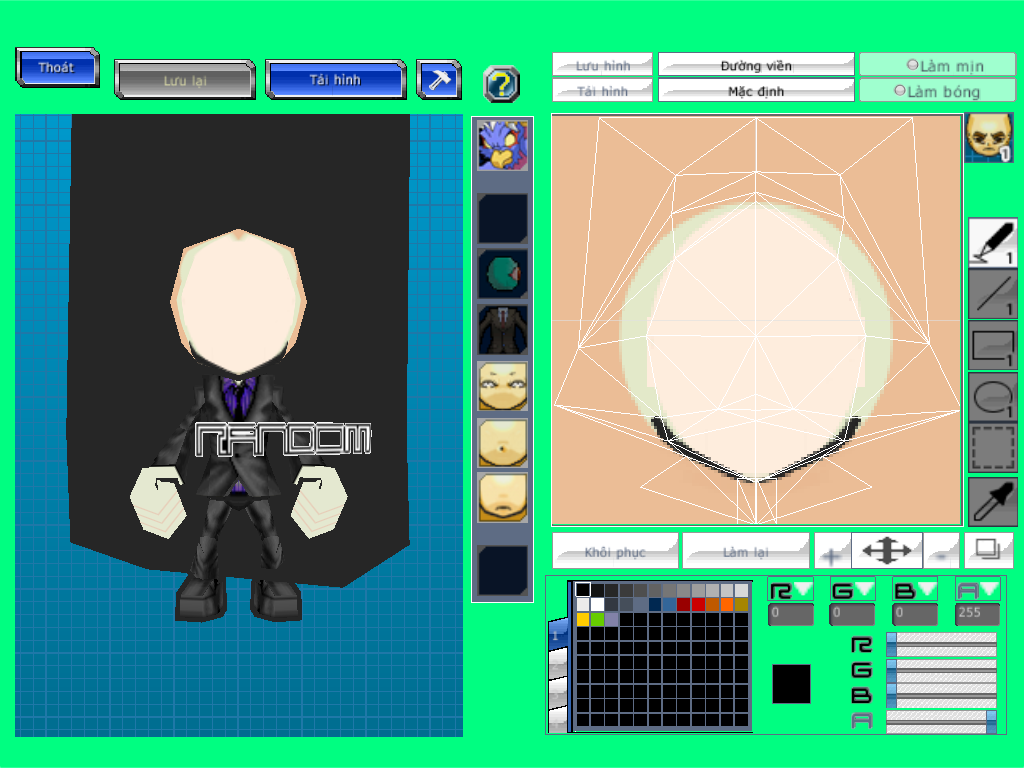 Thoát
Lưu lại
Tải hình
?
Lưu hình
Đường viền
Làm mịn
Tải hình
Mặc định
Làm bóng
1
1
1
1
1
RANDOM
Khôi phục
Làm lại
+
-
R
G
B
A
0
0
0
255
1
R
G
B
A